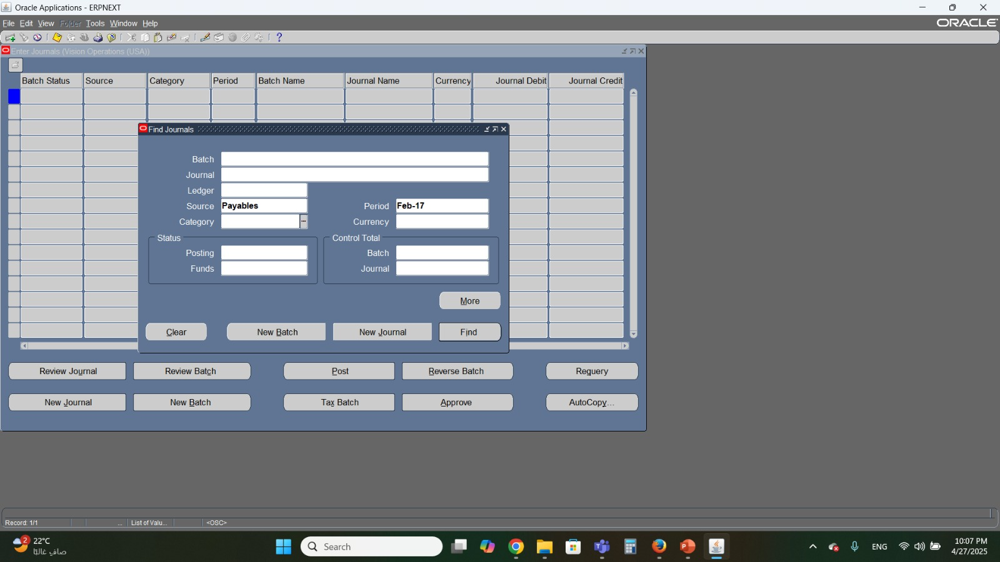 Oracle Applications - ERPNEXT
File Edit View Folder Tools Window Help
ORACLE
Enter Journals (Vision Operations (USA))
Batch Status Source Category Period Batch Name Journal Name Currency Journal Debit Journal Credit
Find Journals
Batch
Journal
Ledger
Source Payables Period Feb-17
Category ... Currency
Status Control Total
Posting Batch
Funds Journal
More
Clear New Batch New Journal Find
Review Journal Review Batch Post Reverse Batch Requery
New Journal New Batch Tax Batch Approve AutoCopy...
Record: 1/1 ... List of Valu... <OSC>
2 22°C
صافي غالبًا
Search
ENG
10:07 PM
4/27/2025